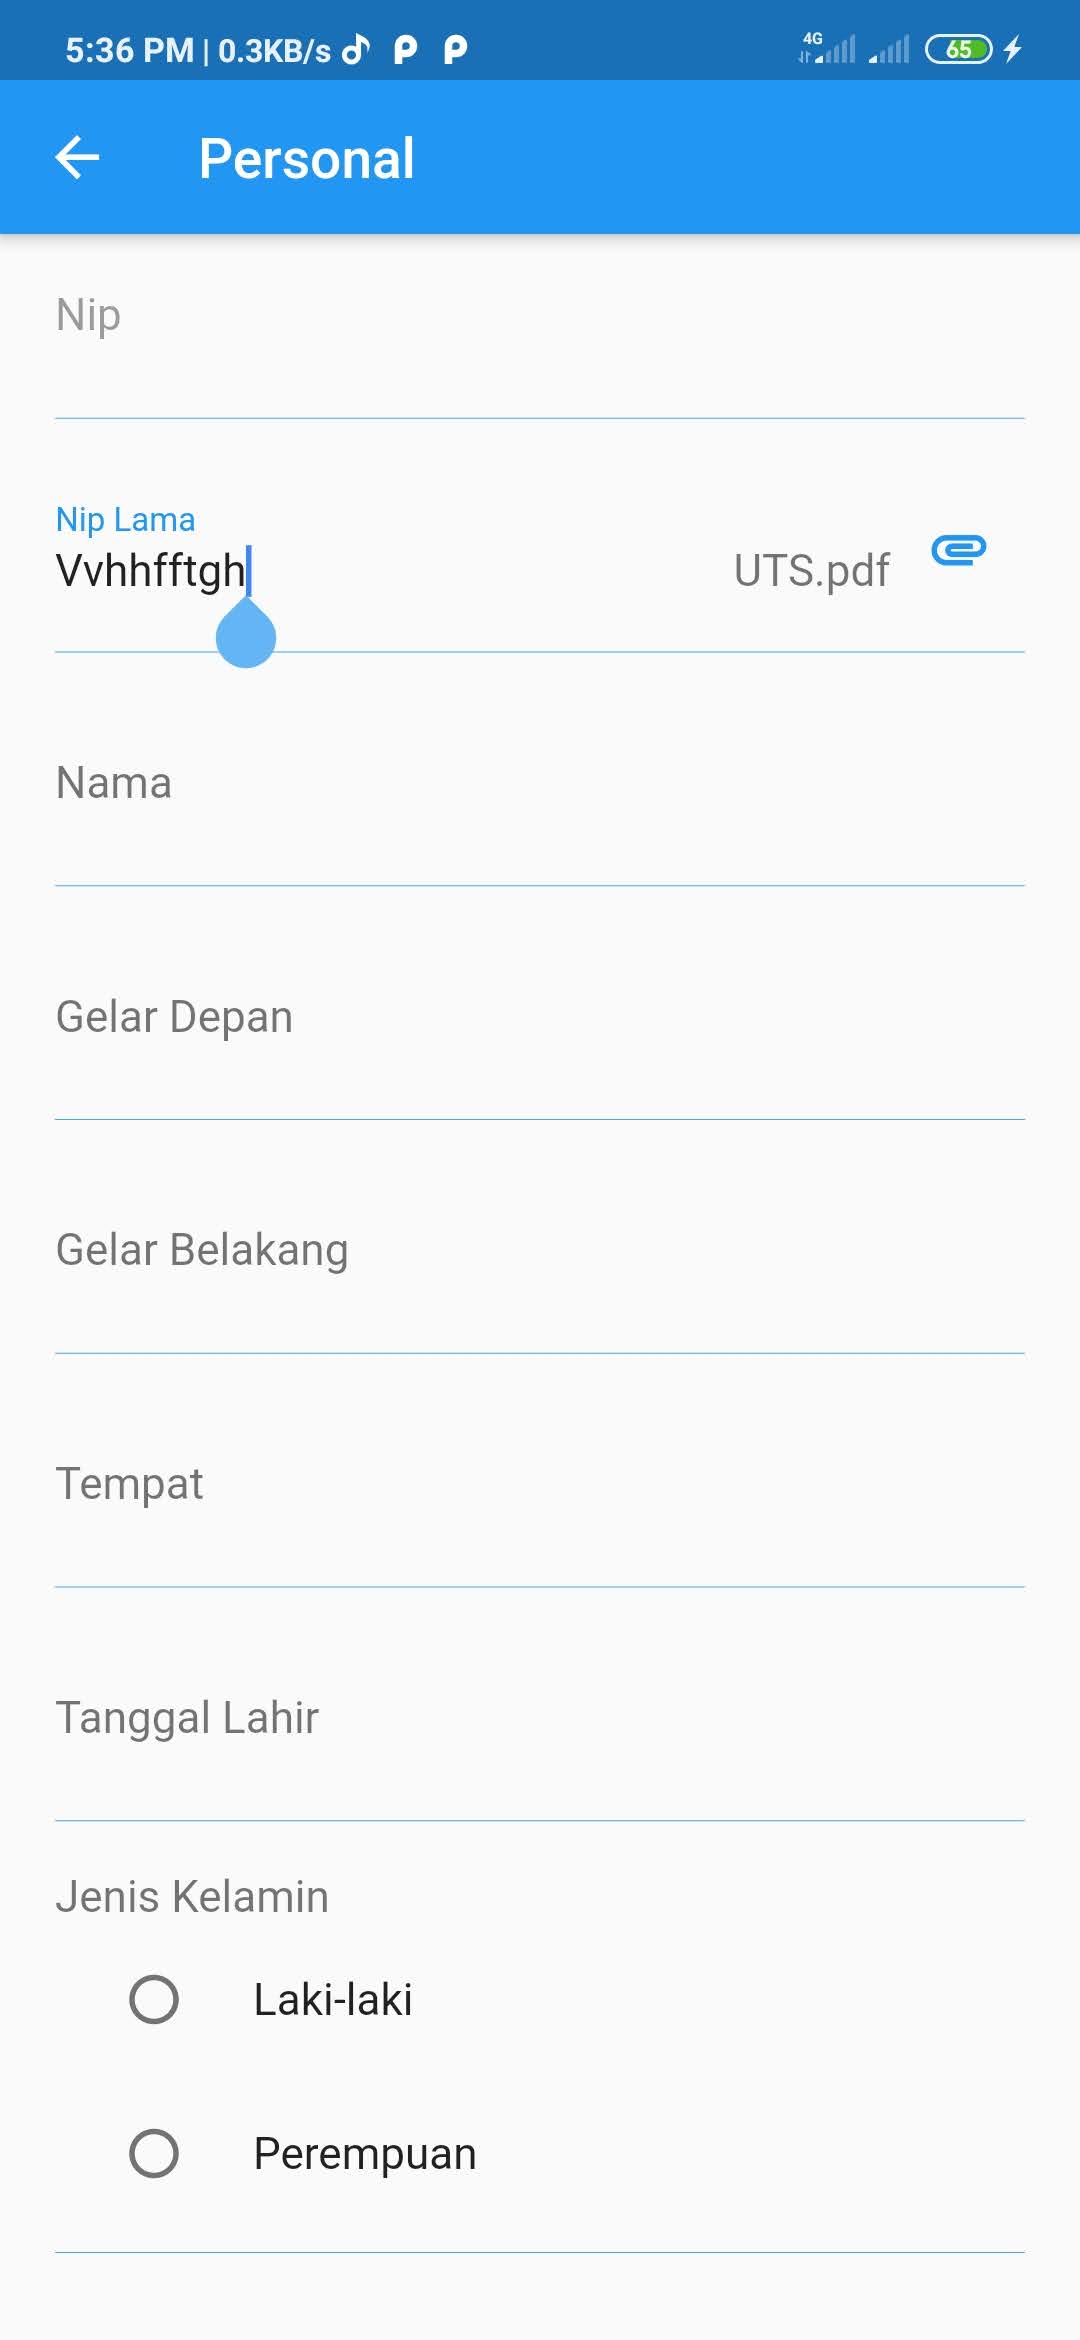 5:36 PM | 0.3KB/s 4G 65
Personal
Nip
Nip Lama
Vvhhfftgh UTS.pdf
Nama
Gelar Depan
Gelar Belakang
Tempat
Tanggal Lahir
Jenis Kelamin
Laki-laki
Perempuan